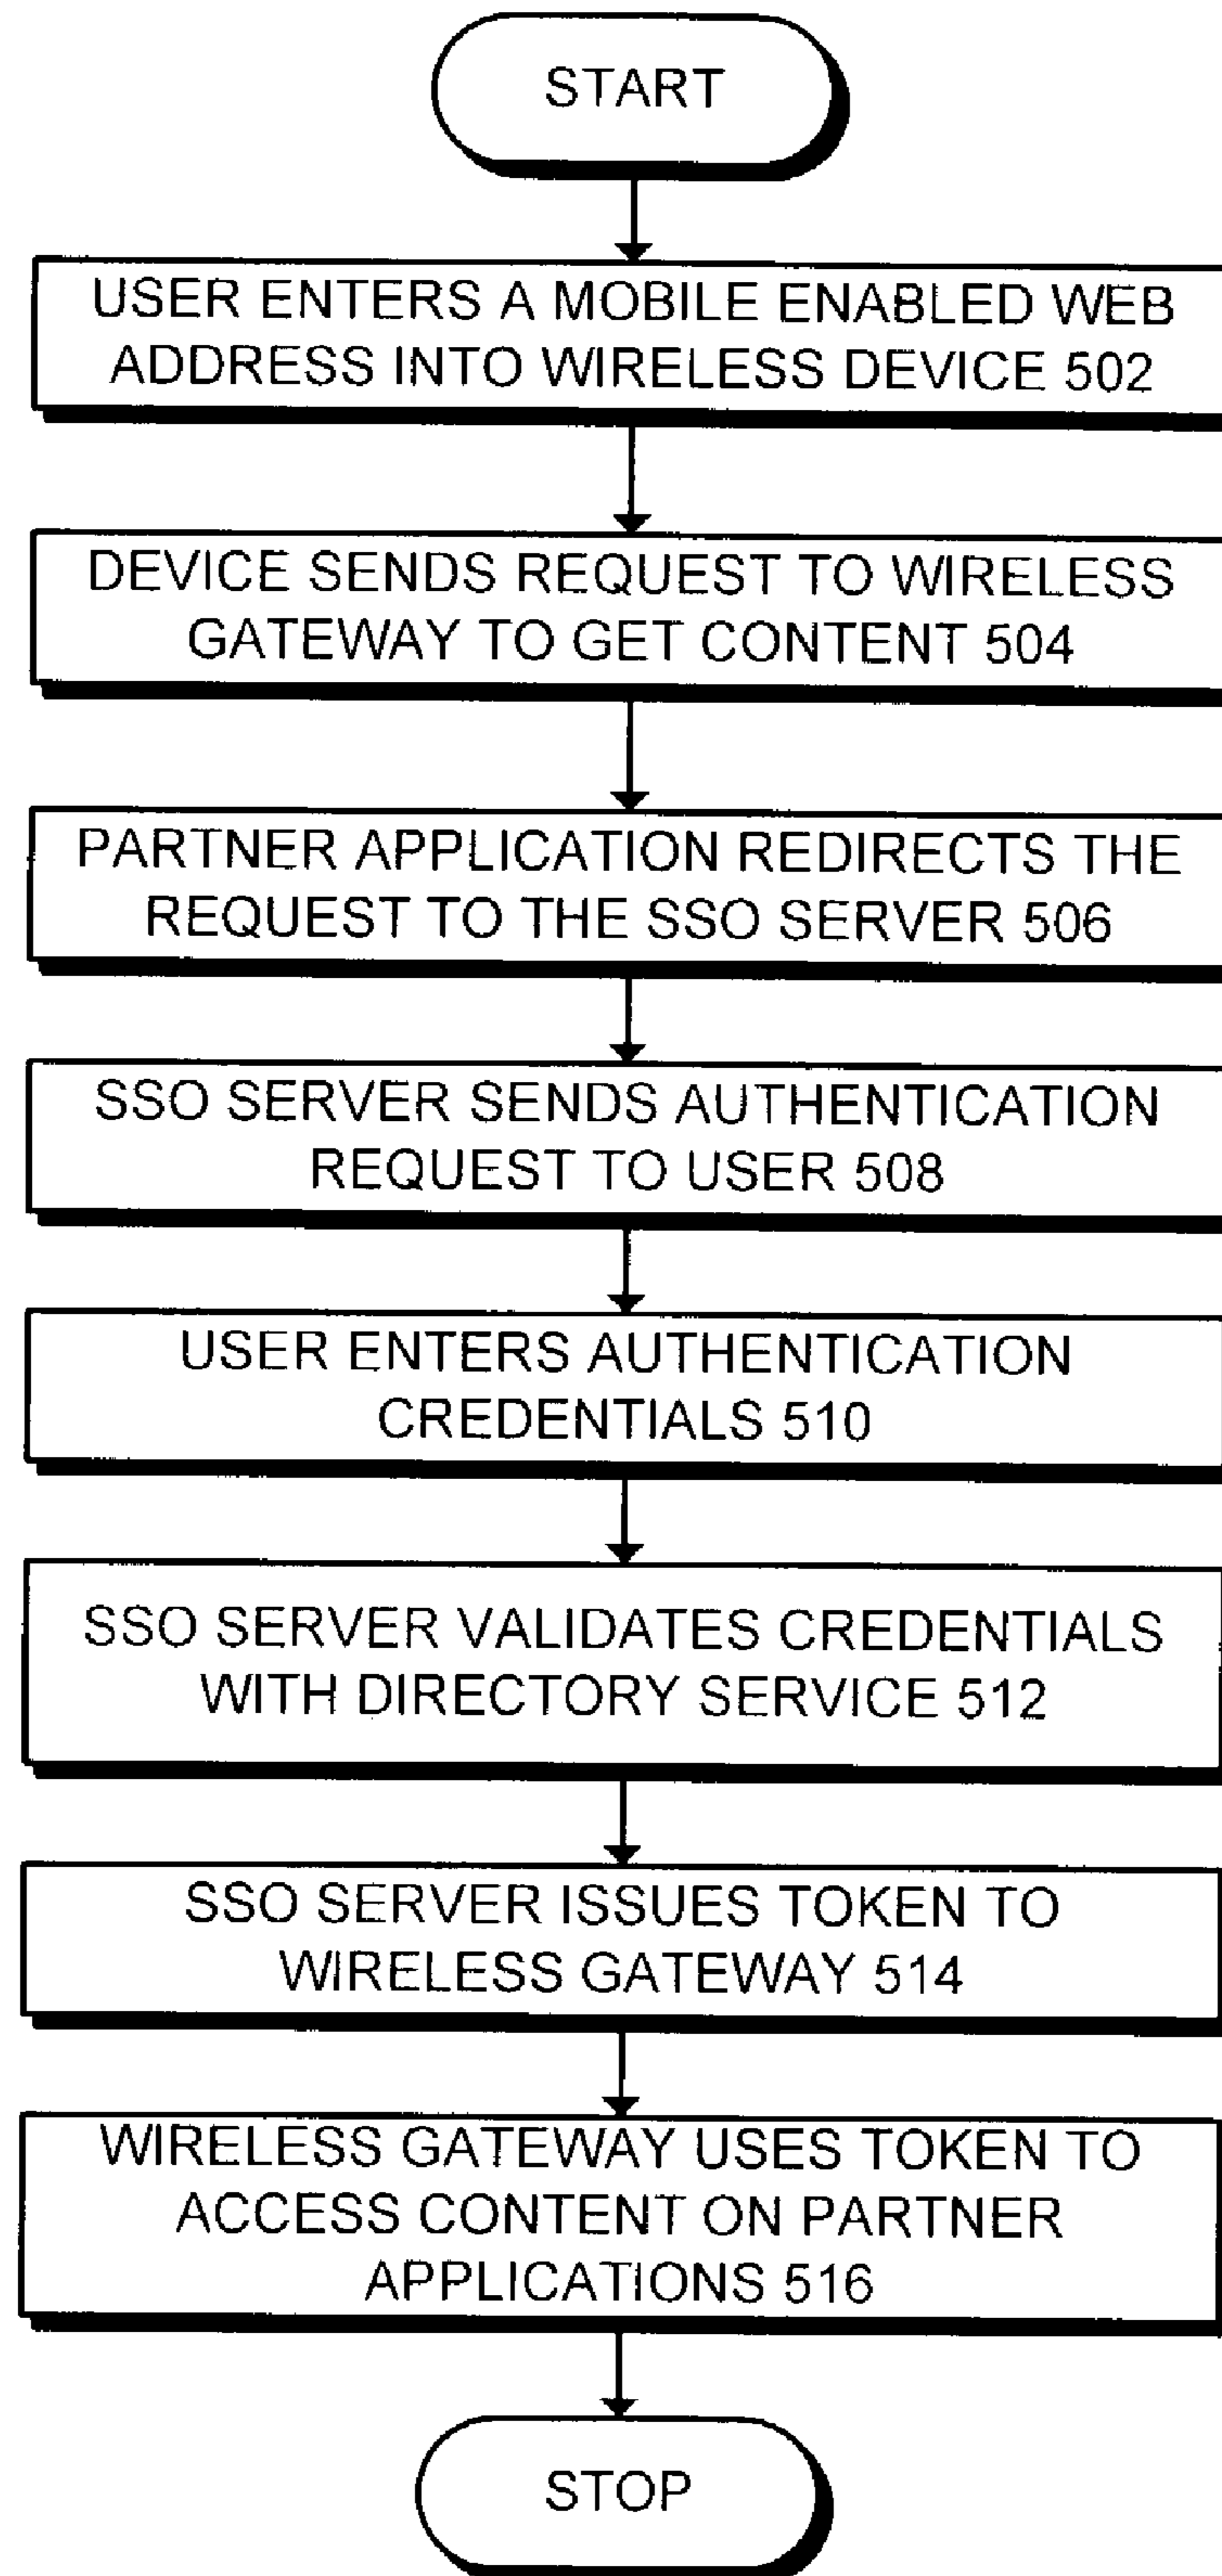 START
USER ENTERS A MOBILE ENABLED WEB
ADDRESS INTO WIRELESS DEVICE 502
DEVICE SENDS REQUEST TO WIRELESS
GATEWAY TO GET CONTENT 504
PARTNER APPLICATION REDIRECTS THE
REQUEST TO THE SSO SERVER 506
SSO SERVER SENDS AUTHENTICATION
REQUEST TO USER 508
USER ENTERS AUTHENTICATION
CREDENTIALS 510
SSO SERVER VALIDATES CREDENTIALS
WITH DIRECTORY SERVICE 512
SSO SERVER ISSUES TOKEN TO
WIRELESS GATEWAY 514
WIRELESS GATEWAY USES TOKEN TO
ACCESS CONTENT ON PARTNER
APPLICATIONS 516
STOP